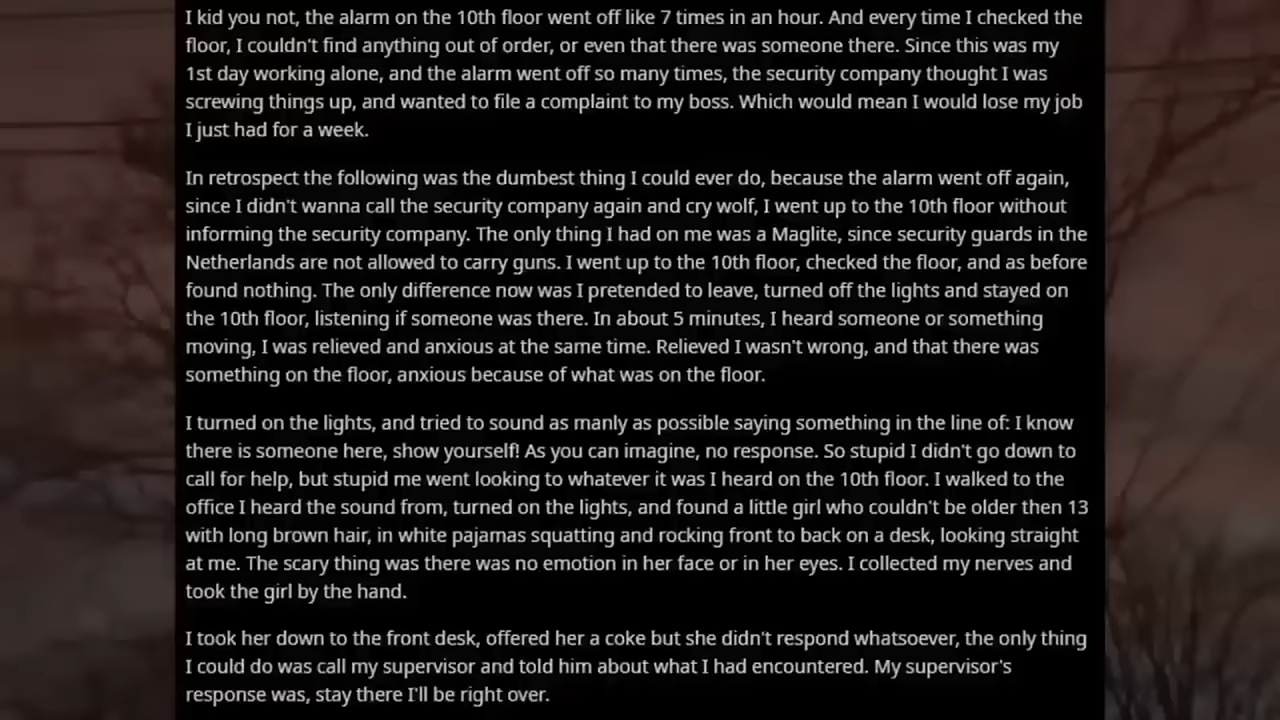 I kid you not, the alarm on the 10th floor went off like 7 times in an hour. And every time I checked the
floor, I couldn't find anything out of order, or even that there was someone there. Since this was my
1st day working alone, and the alarm went off so many times, the security company thought I was
screwing things up, and wanted to file a complaint to my boss. Which would mean I would lose my job
I just had for a week.
In retrospect the following was the dumbest thing I could ever do, because the alarm went off again,
since I didn't wanna call the security company again and cry wolf, I went up to the 10th floor without
informing the security company. The only thing I had on me was a Maglite, since security guards in the
Netherlands are not allowed to carry guns. I went up to the 10th floor, checked the floor, and as before
found nothing. The only difference now was I pretended to leave, turned off the lights and stayed on
the 10th floor, listening if someone was there. In about 5 minutes, I heard someone or something
moving, I was relieved and anxious at the same time. Relieved I wasn't wrong, and that there was
something on the floor, anxious because of what was on the floor.
I turned on the lights, and tried to sound as manly as possible saying something in the line of: I know
there is someone here, show yourself! As you can imagine, no response. So stupid I didn't go down to
call for help, but stupid me went looking to whatever it was I heard on the 10th floor. I walked to the
office I heard the sound from, turned on the lights, and found a little girl who couldn't be older then 13
with long brown hair, in white pajamas squatting and rocking front to back on a desk, looking straight
at me. The scary thing was there was no emotion in her face or in her eyes. I collected my nerves and
took the girl by the hand.
I took her down to the front desk, offered her a coke but she didn't respond whatsoever, the only thing
I could do was call my supervisor and told him about what I had encountered. My supervisor's
response was, stay there I'll be right over.